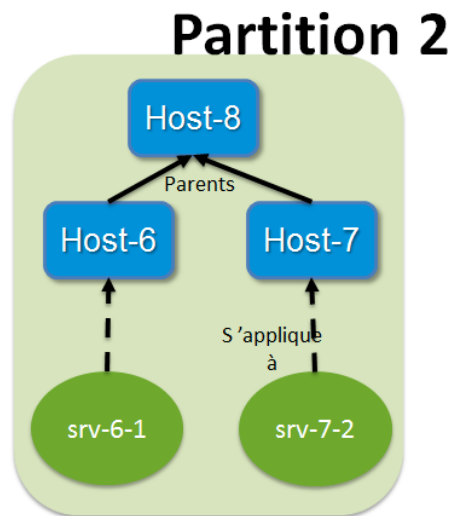 Partition 2
Host-8
Parents
Host-6
Host-7
S ’applique
à
srv-6-1
srv-7-2